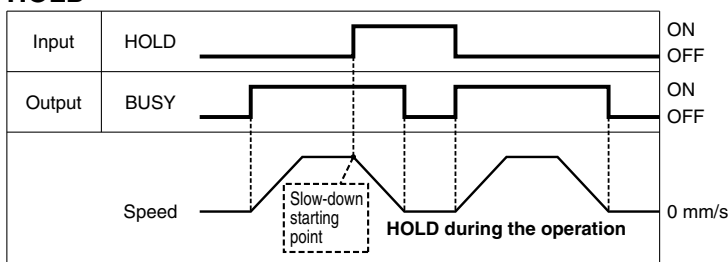 HOLD
Input HOLD ON
OFF
Output BUSY ON
OFF
Speed 0 mm/s
Slow-down
starting
point
HOLD during the operation